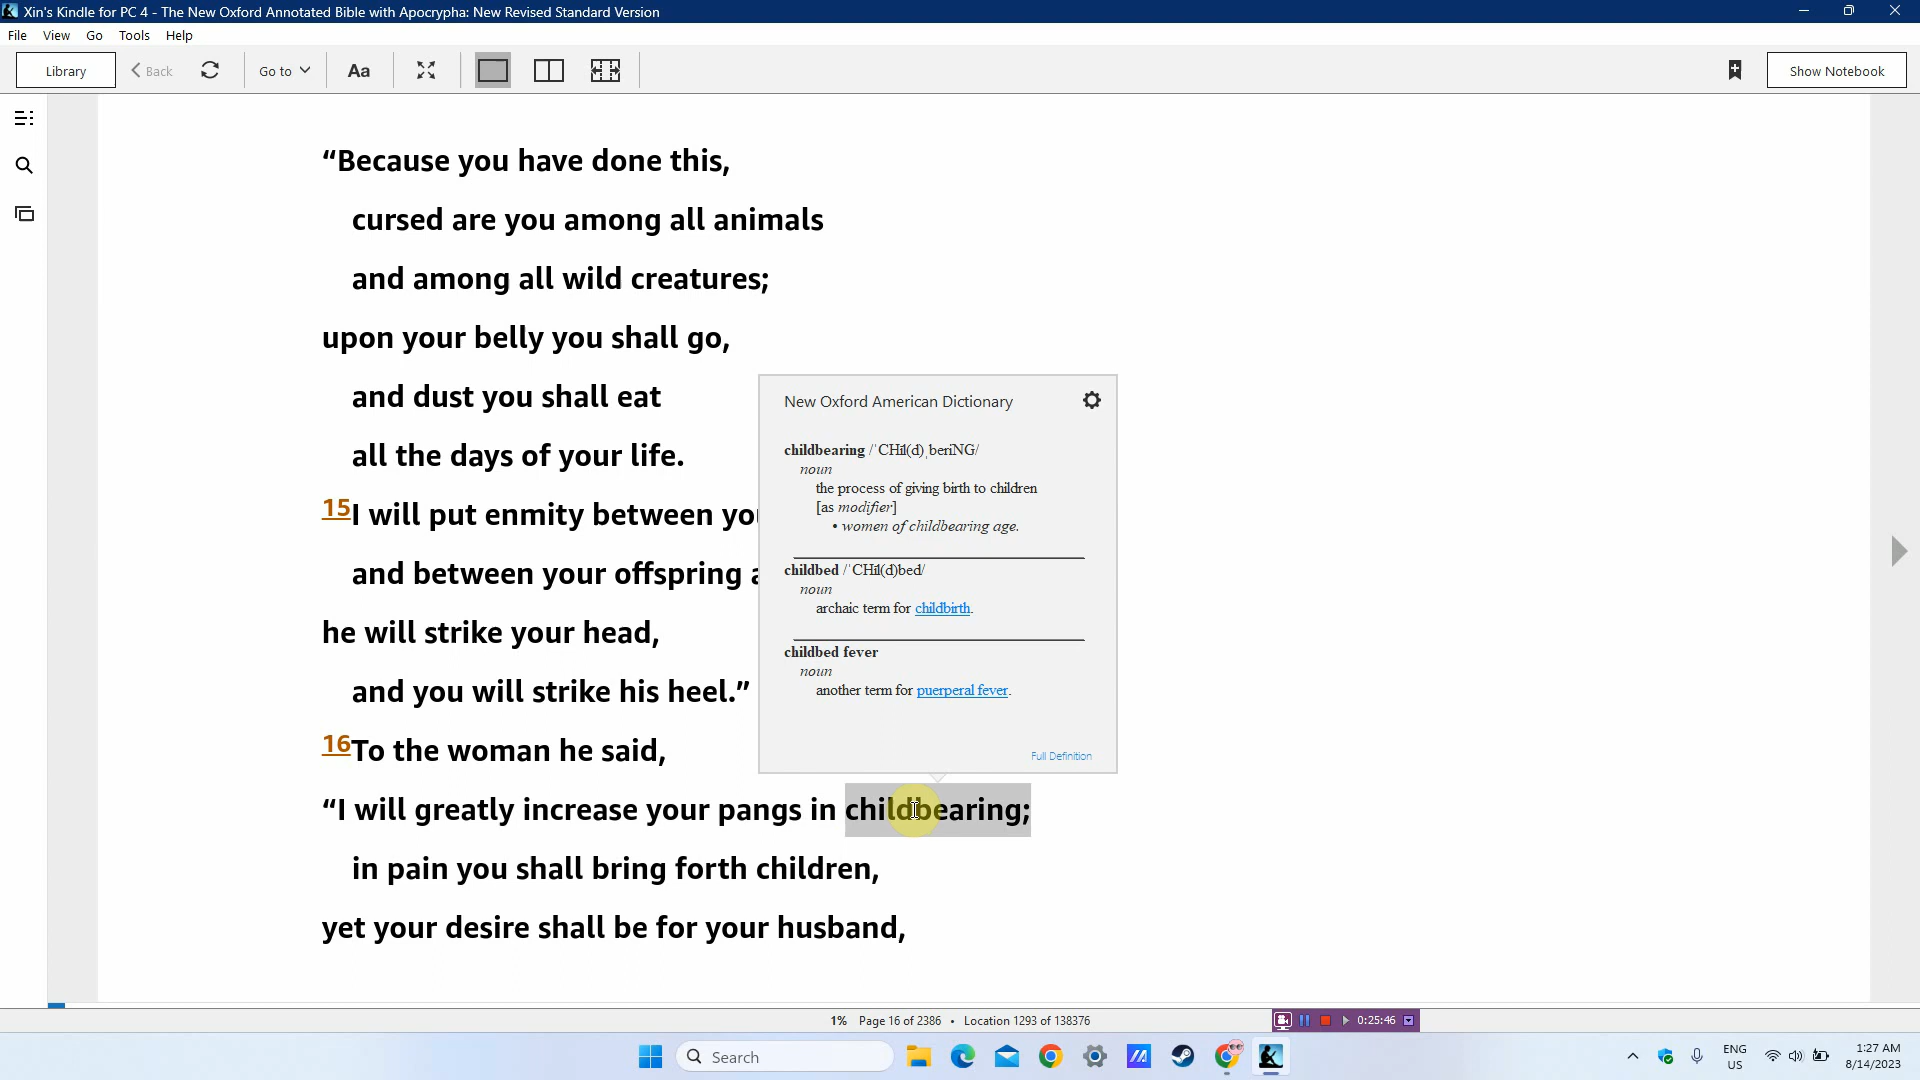 Xin's Kindle for PC 4 - The New Oxford Annotated Bible with Apocrypha: New Revised Standard Version
File View Go Tools Help
Library Back Go to Aa Show Notebook
“Because you have done this,
cursed are you among all animals
and among all wild creatures;
upon your belly you shall go,
and dust you shall eat
all the days of your life.
15I will put enmity between you
and between your offspring
he will strike your head,
and you will strike his heel.”
16To the woman he said,
“I will greatly increase your pangs in childbearing;
in pain you shall bring forth children,
yet your desire shall be for your husband,
New Oxford American Dictionary
childbearing /ˈCHīl(d)ˌberiNG/
noun
the process of giving birth to children
[as modifier]
• women of childbearing age.
childbed /ˈCHīl(d)bed/
noun
archaic term for childbirth.
childbed fever
noun
another term for puerperal fever.
Full Definition
1% Page 16 of 2386 • Location 1293 of 138376
0:25:46
Search
ENG
US
1:27 AM
8/14/2023